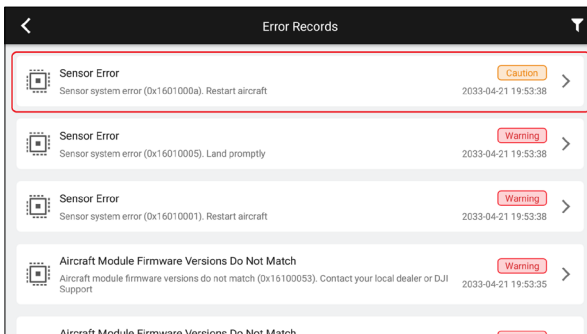 Error Records
Sensor Error
Caution
Sensor system error (0x1601000a). Restart aircraft
2033-04-21 19:53:38
Sensor Error
Warning
Sensor system error (0x16010005). Land promptly
2033-04-21 19:53:38
Sensor Error
Warning
Sensor system error (0x16010001). Restart aircraft
2033-04-21 19:53:38
Aircraft Module Firmware Versions Do Not Match
Warning
Aircraft module firmware versions do not match (0x16100053). Contact your local dealer or DJI
Support
2033-04-21 19:53:35
Aircraft Module Firmware Versions Do Not Match